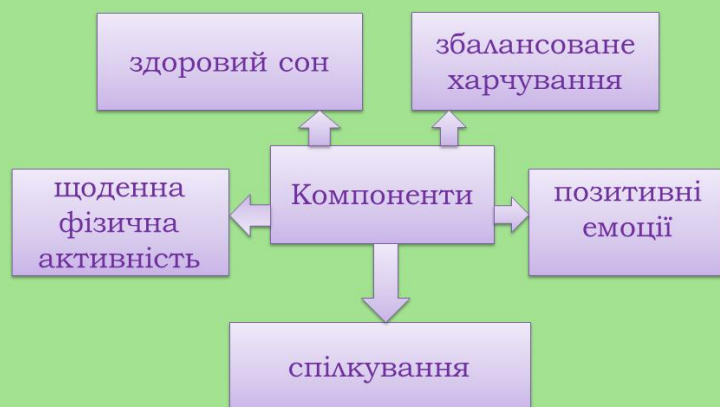 здоровий сон
збалансоване
харчування
щоденна
фізична
активність
Компоненти
позитивні
емоції
спілкування